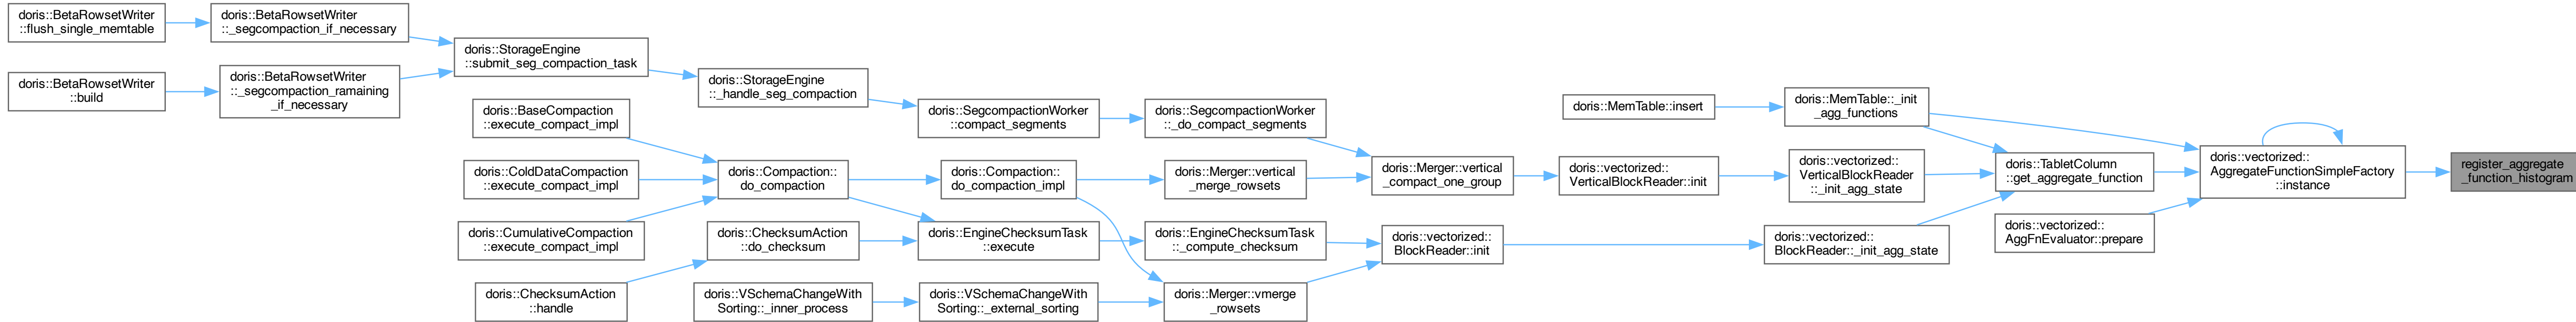 doris::BetaRowsetWriter
::flush_single_memtable
doris::BetaRowsetWriter
::_segcompaction_if_necessary
doris::BetaRowsetWriter
::build
doris::BetaRowsetWriter
::_segcompaction_ramaining
_if_necessary
doris::StorageEngine
::submit_seg_compaction_task
doris::StorageEngine
::_handle_seg_compaction
doris::SegcompactionWorker
::compact_segments
doris::SegcompactionWorker
::_do_compact_segments
doris::BaseCompaction
::execute_compact_impl
doris::ColdDataCompaction
::execute_compact_impl
doris::CumulativeCompaction
::execute_compact_impl
doris::Compaction::
do_compaction
doris::Compaction::
do_compaction_impl
doris::Merger::vertical
_merge_rowsets
doris::Merger::vertical
_compact_one_group
doris::vectorized::
VerticalBlockReader::init
doris::vectorized::
VerticalBlockReader
::_init_agg_state
doris::MemTable::insert
doris::MemTable::_init
_agg_functions
doris::TabletColumn
::get_aggregate_function
doris::vectorized::
AggregateFunctionSimpleFactory
::instance
register_aggregate
_function_histogram
doris::vectorized::
AggFnEvaluator::prepare
doris::ChecksumAction
::do_checksum
doris::ChecksumAction
::handle
doris::EngineChecksumTask
::execute
doris::EngineChecksumTask
::_compute_checksum
doris::vectorized::
BlockReader::init
doris::vectorized::
BlockReader::_init_agg_state
doris::VSchemaChangeWith
Sorting::_inner_process
doris::VSchemaChangeWith
Sorting::_external_sorting
doris::Merger::vmerge
_rowsets